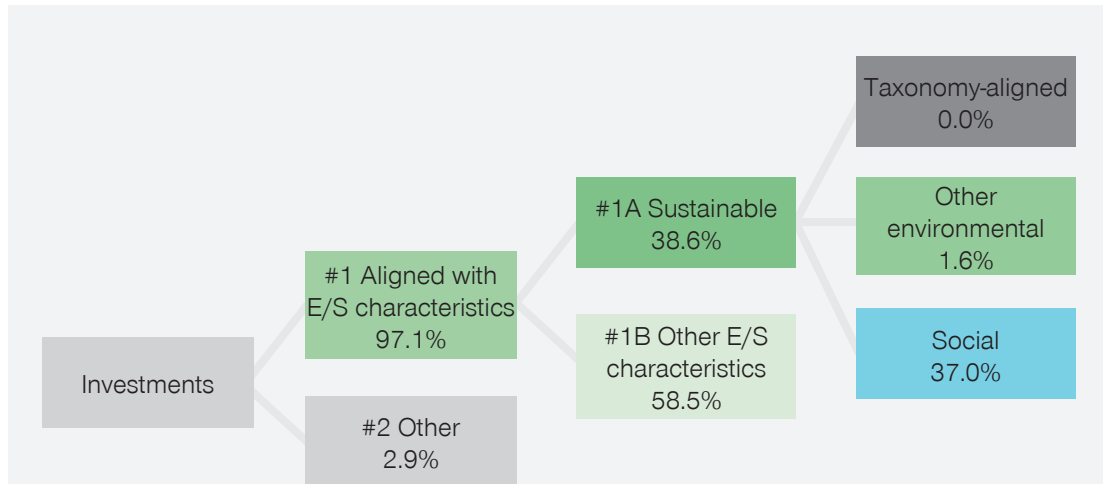 Investments
#1 Aligned with
E/S characteristics
97.1%
#2 Other
2.9%
#1A Sustainable
38.6%
#1B Other E/S
characteristics
58.5%
Taxonomy-aligned
0.0%
Other
environmental
1.6%
Social
37.0%